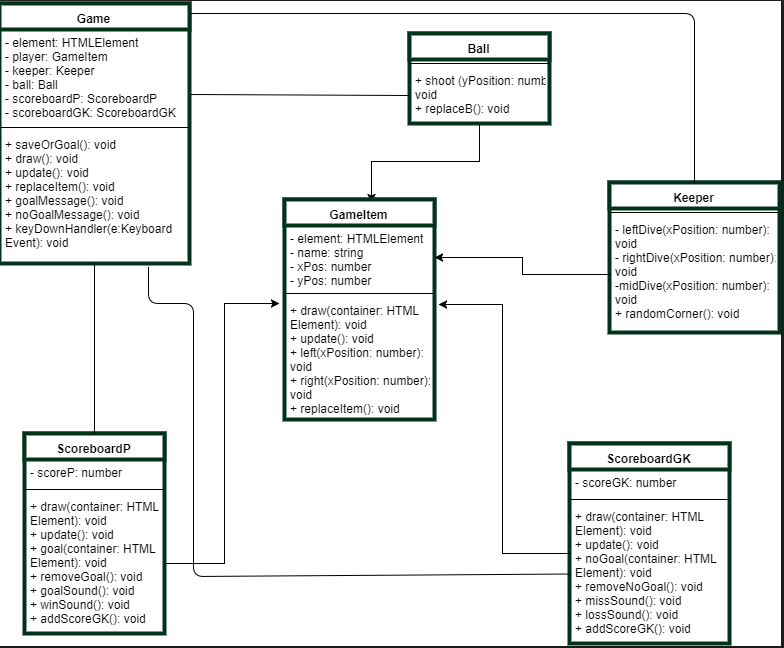 Game
- element: HTMLElement
- player: GameItem
- keeper: Keeper
- ball: Ball
- scoreboardP: ScoreboardP
- scoreboardGK: ScoreboardGK
+ saveOrGoal(): void
+ draw(): void
+ update(): void
+ replaceItem(): void
+ goalMessage(): void
+ noGoalMessage(): void
+ keyDownHandler(e:Keyboard
Event): void
Ball
+ shoot (yPosition: numb
void
+ replaceB(): void
GameItem
- element: HTMLElement
- name: string
- xPos: number
- yPos: number
+ draw(container: HTML
Element): void
+ update(): void
+ left(xPosition: number):
void
+ right(xPosition: number):
void
+ replaceItem(): void
Keeper
- leftDive(xPosition: number):
void
- rightDive(xPosition: number):
void
-midDive(xPosition: number):
void
+ randomCorner(): void
ScoreboardP
- scoreP: number
+ draw(container: HTML
Element): void
+ update(): void
+ goal(container: HTML
Element): void
+ removeGoal(): void
+ goalSound(): void
+ winSound(): void
+ addScoreGK(): void
ScoreboardGK
- scoreGK: number
+ draw(container: HTML
Element): void
+ update(): void
+ noGoal(container: HTML
Element): void
+ removeNoGoal(): void
+ missSound(): void
+ lossSound(): void
+ addScoreGK(): void